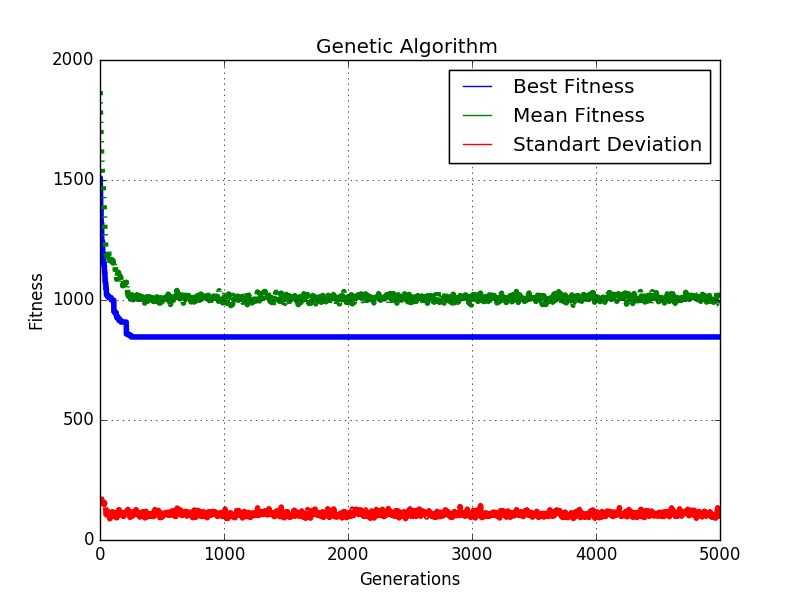 Genetic Algorithm
Best Fitness
Mean Fitness
Standart Deviation
2000
1500
1000
500
0
Fitness
0 1000 2000 3000 4000 5000
Generations